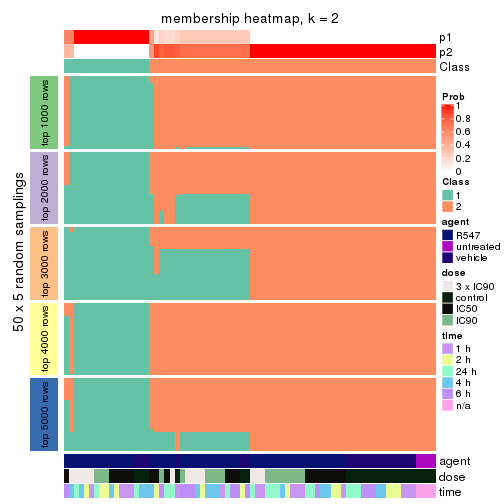 membership heatmap, k = 2
p1
p2
Class
50 x 5 random samplings
top 1000 rows
top 2000 rows
top 3000 rows
top 4000 rows
top 5000 rows
agent
dose
time
Prob
1
0.8
0.6
0.4
0.2
0
Class
1
2
agent
R547
untreated
vehicle
dose
3 x IC90
control
IC50
IC90
time
1 h
2 h
24 h
4 h
6 h
n/a